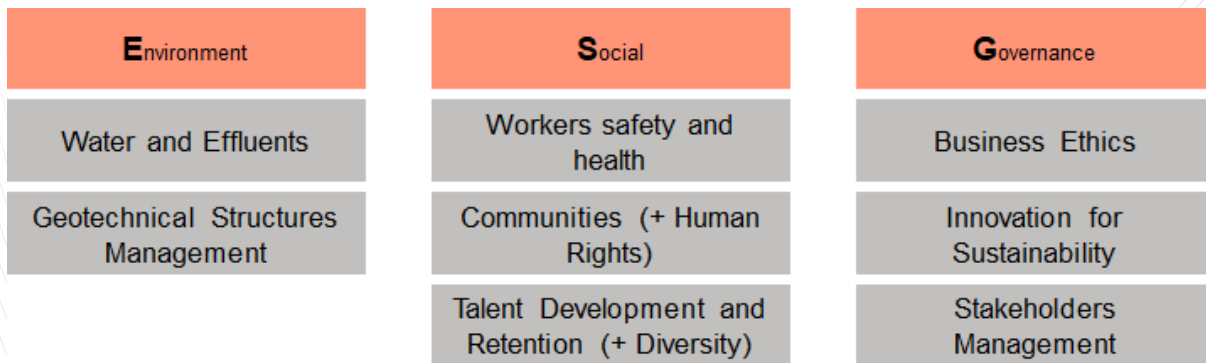 Environment
Water and Effluents
Geotechnical Structures
Management
Social
Workers safety and
health
Communities (+ Human
Rights)
Talent Development and
Retention (+ Diversity)
Governance
Business Ethics
Innovation for
Sustainability
Stakeholders
Management